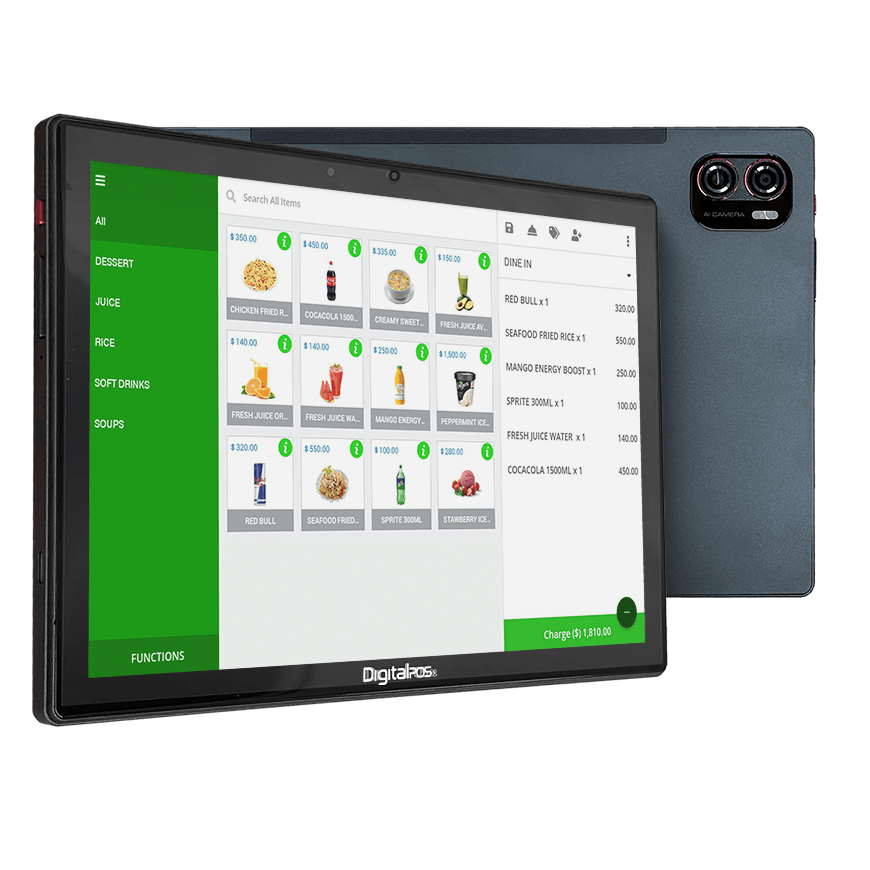 All
DESSERT
JUICE
RICE
SOFT DRINKS
SOUPS
FUNCTIONS
Search All Items
$ 350.00
$ 450.00
$ 335.00
$ 150.00
CHICKEN FRIED R...
COCACOLA 1500...
CREAMY SWEET...
FRESH JUICE AV...
$ 140.00
$ 140.00
$ 250.00
$ 1,500.00
FRESH JUICE OR...
FRESH JUICE WA...
MANGO ENERGY...
PEPPERMINT ICE...
$ 320.00
$ 550.00
$ 100.00
$ 280.00
RED BULL
SEAFOOD FRIED...
SPRITE 300ML
STAWBERRY ICE...
DINE IN
RED BULL x 1 320.00
SEAFOOD FRIED RICE x 1 550.00
MANGO ENERGY BOOST x 1 250.00
SPRITE 300ML x 1 100.00
FRESH JUICE WATER x 1 140.00
COCACOLA 1500ML x 1 450.00
Charge ($) 1,810.00
DigitalPOS
AI CAMERA